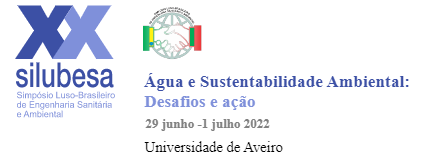 XX
silubesa
Simpósio Luso-Brasileiro
de Engenharia Sanitária
e Ambiental
Água e Sustentabilidade Ambiental:
Desafios e ação
29 junho -1 julho 2022
Universidade de Aveiro